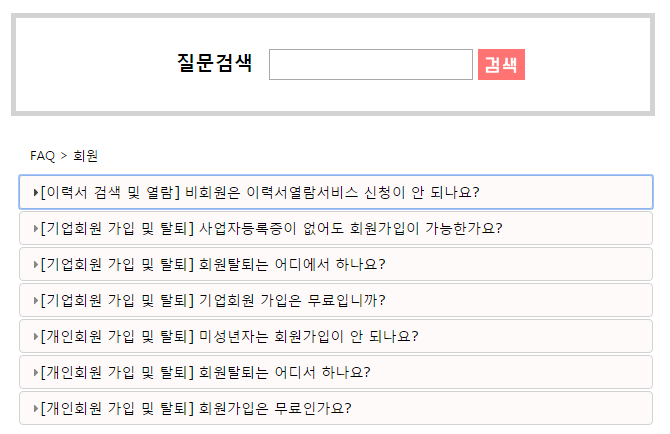 질문검색 검색
FAQ > 회원
[이력서 검색 및 열람] 비회원은 이력서열람서비스 신청이 안 되나요?
[기업회원 가입 및 탈퇴] 사업자등록증이 없어도 회원가입이 가능한가요?
[기업회원 가입 및 탈퇴] 회원탈퇴는 어디에서 하나요?
[기업회원 가입 및 탈퇴] 기업회원 가입은 무료입니까?
[개인회원 가입 및 탈퇴] 미성년자는 회원가입이 안 되나요?
[개인회원 가입 및 탈퇴] 회원탈퇴는 어디서 하나요?
[개인회원 가입 및 탈퇴] 회원가입은 무료인가요?